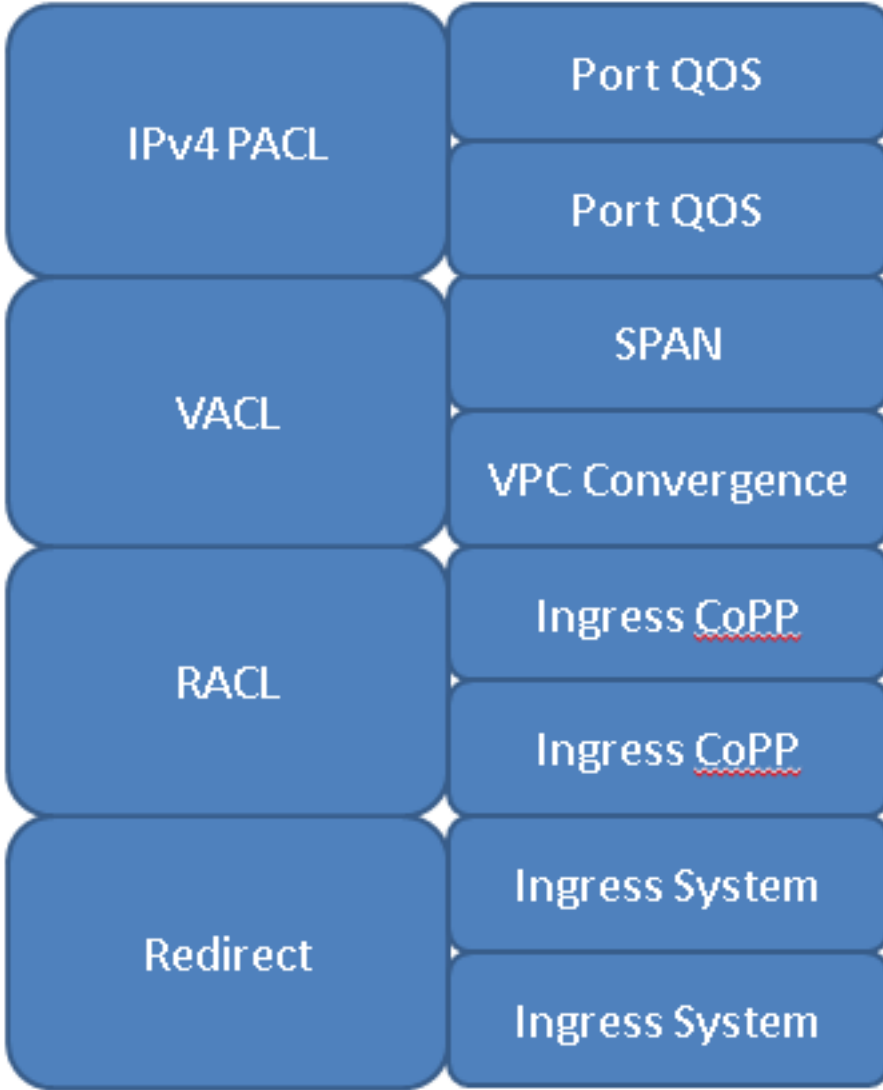 IPv4 PACL
Port QOS
Port QOS
VACL
SPAN
VPC Convergence
RACL
Ingress CoPP
Ingress CoPP
Redirect
Ingress System
Ingress System